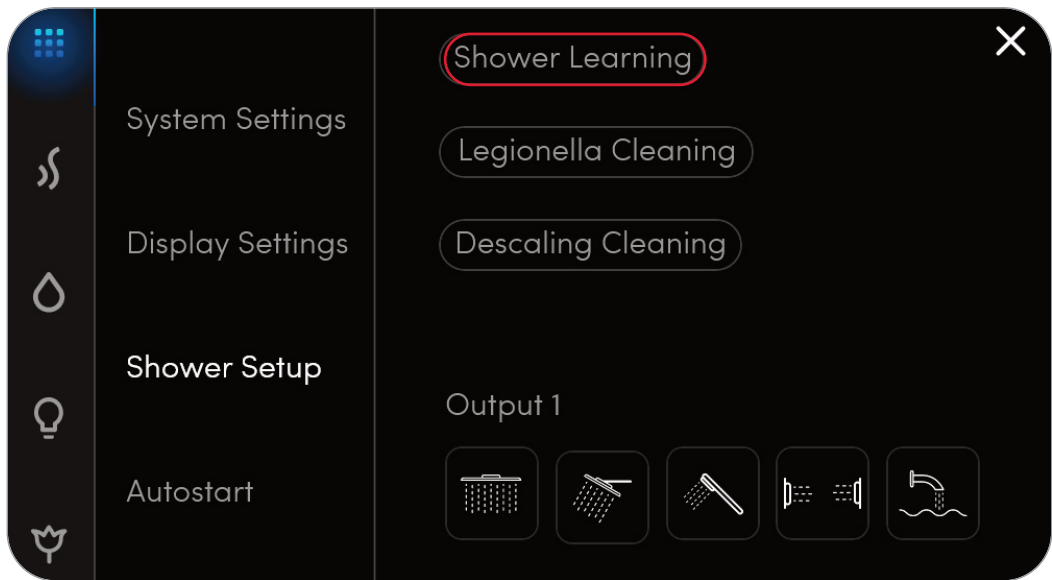 System Settings
Display Settings
Shower Setup
Autostart
Shower Learning
Legionella Cleaning
Descaling Cleaning
Output 1